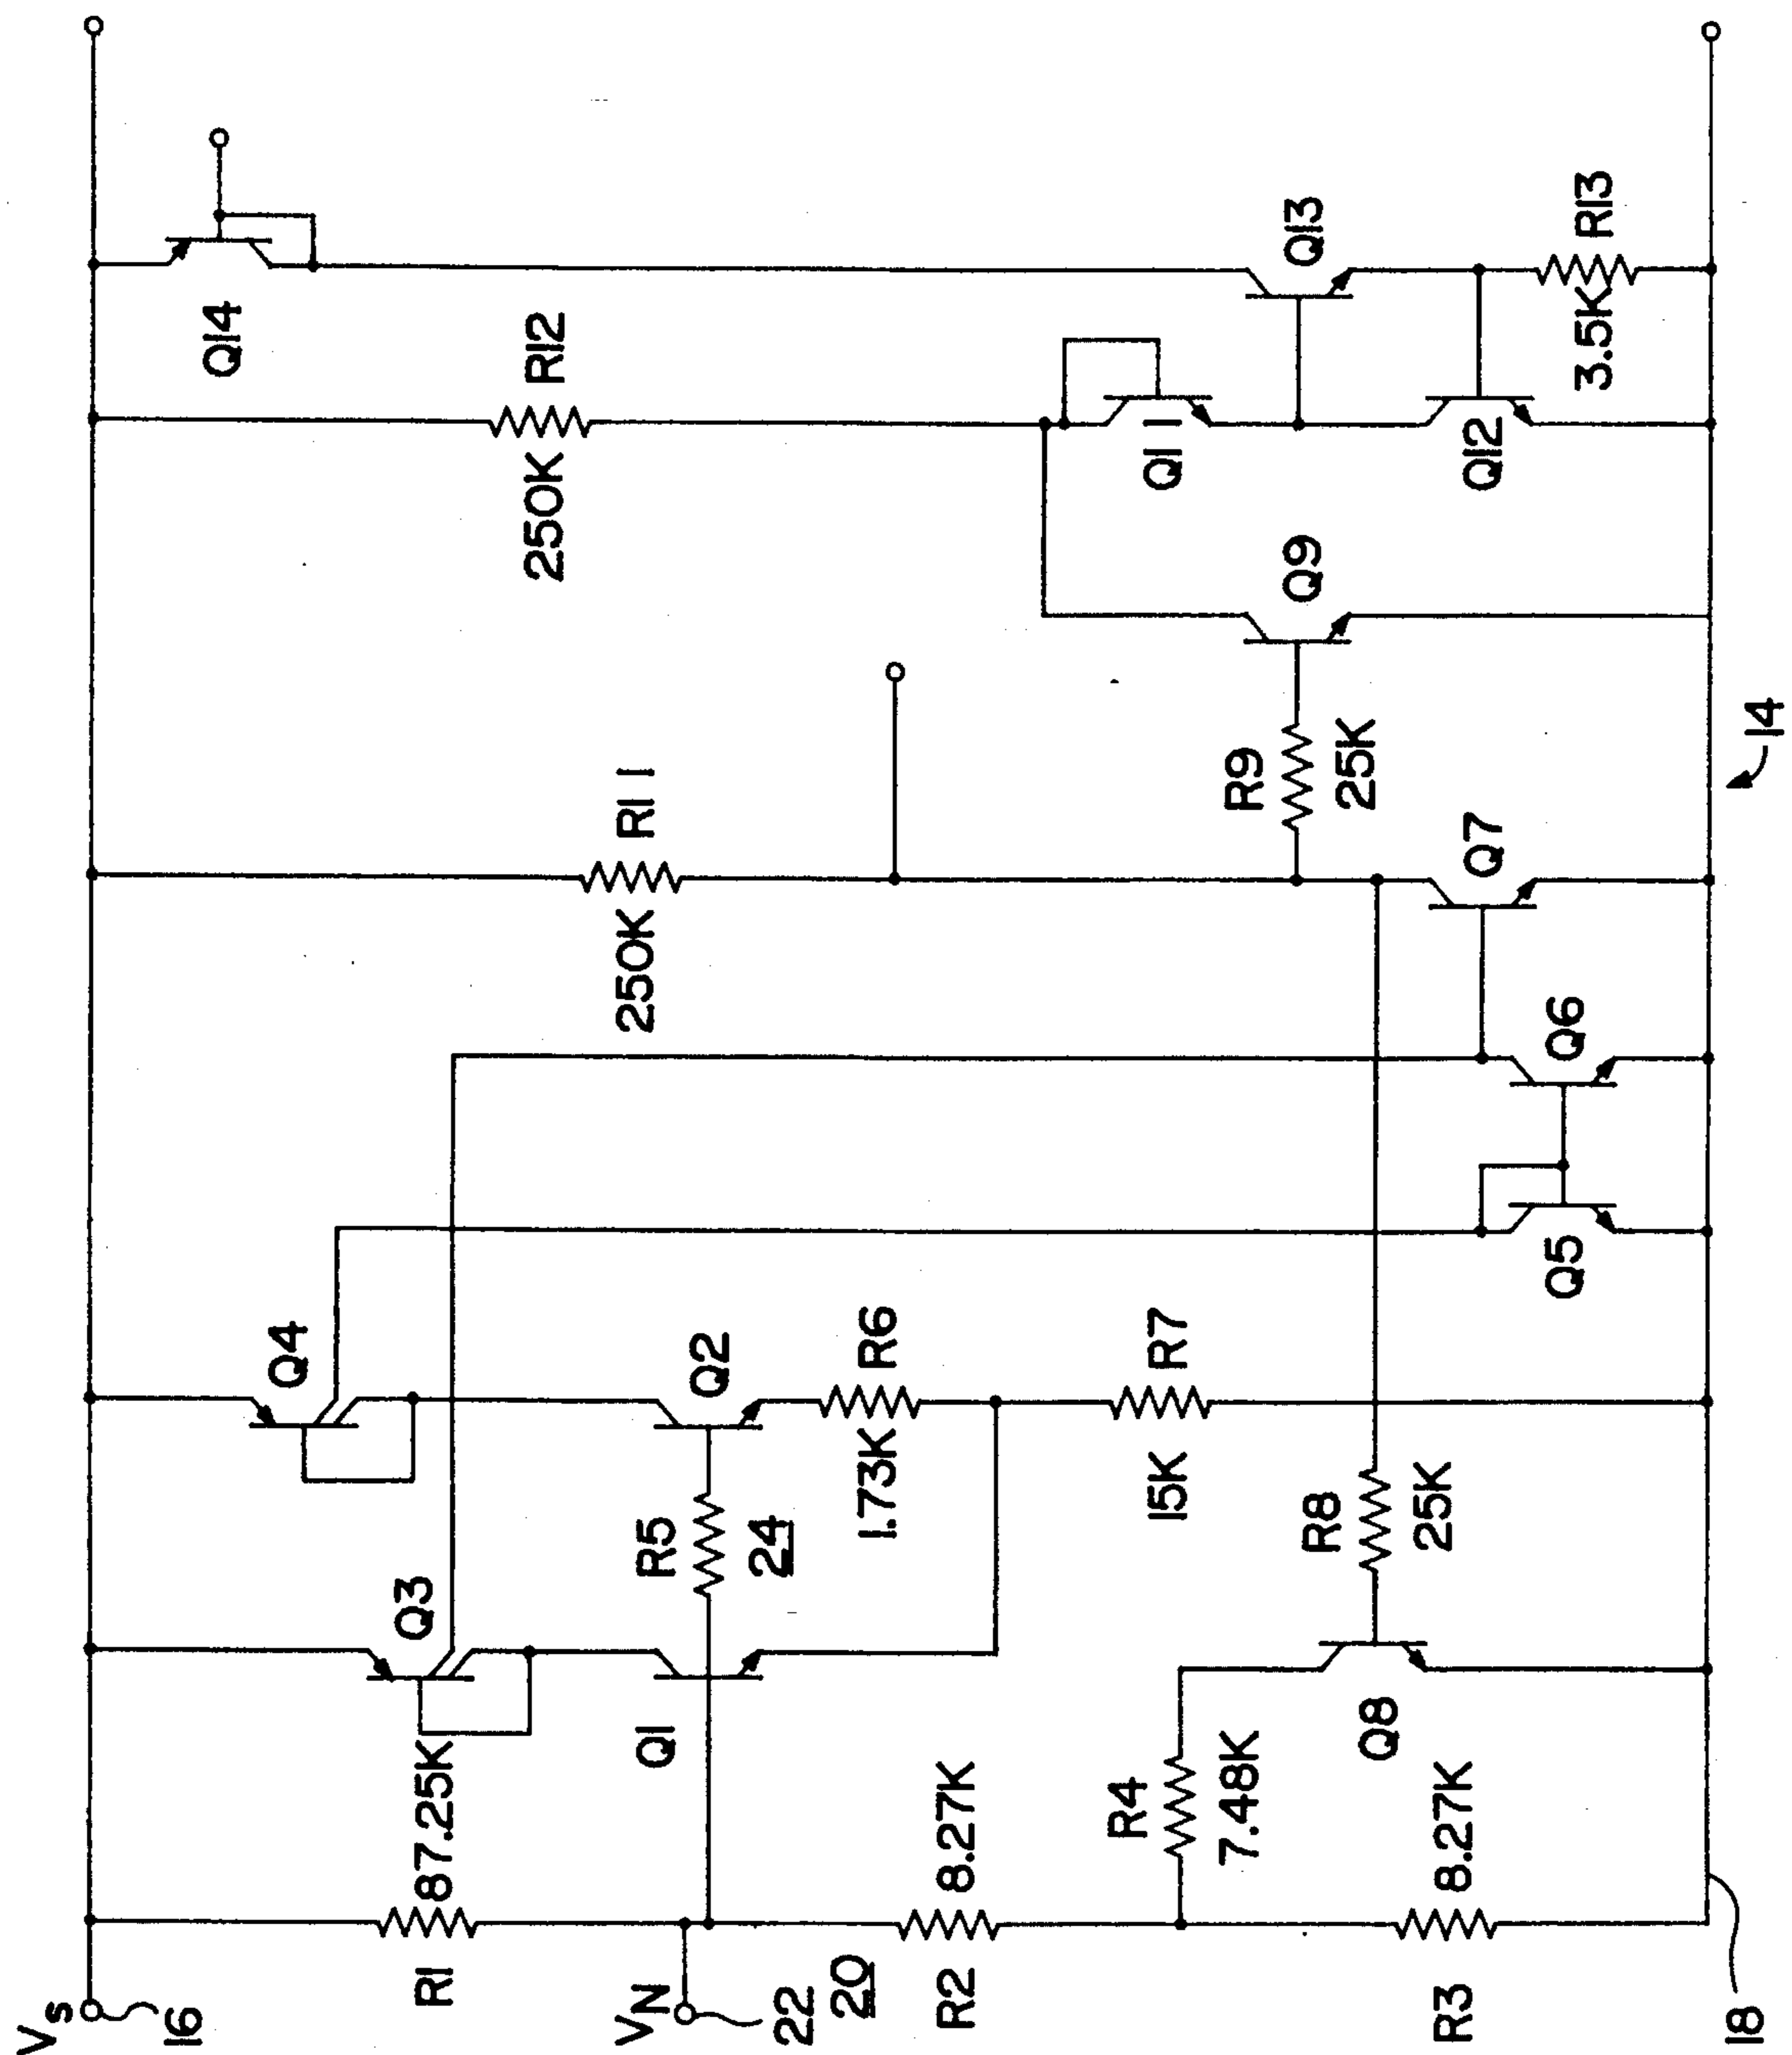 Vs
16
VN
22
20
R1
87.25K
R2
8.27K
R3
8.27K
18
Q3
Q1
R5
24
R4
7.48K
Q8
R8
25K
Q4
Q2
R6
1.73K
R7
15K
Q5
Q6
Q7
R11
250K
R9
25K
14
Q9
R12
250K
Q11
Q12
Q14
Q13
R13
3.5K